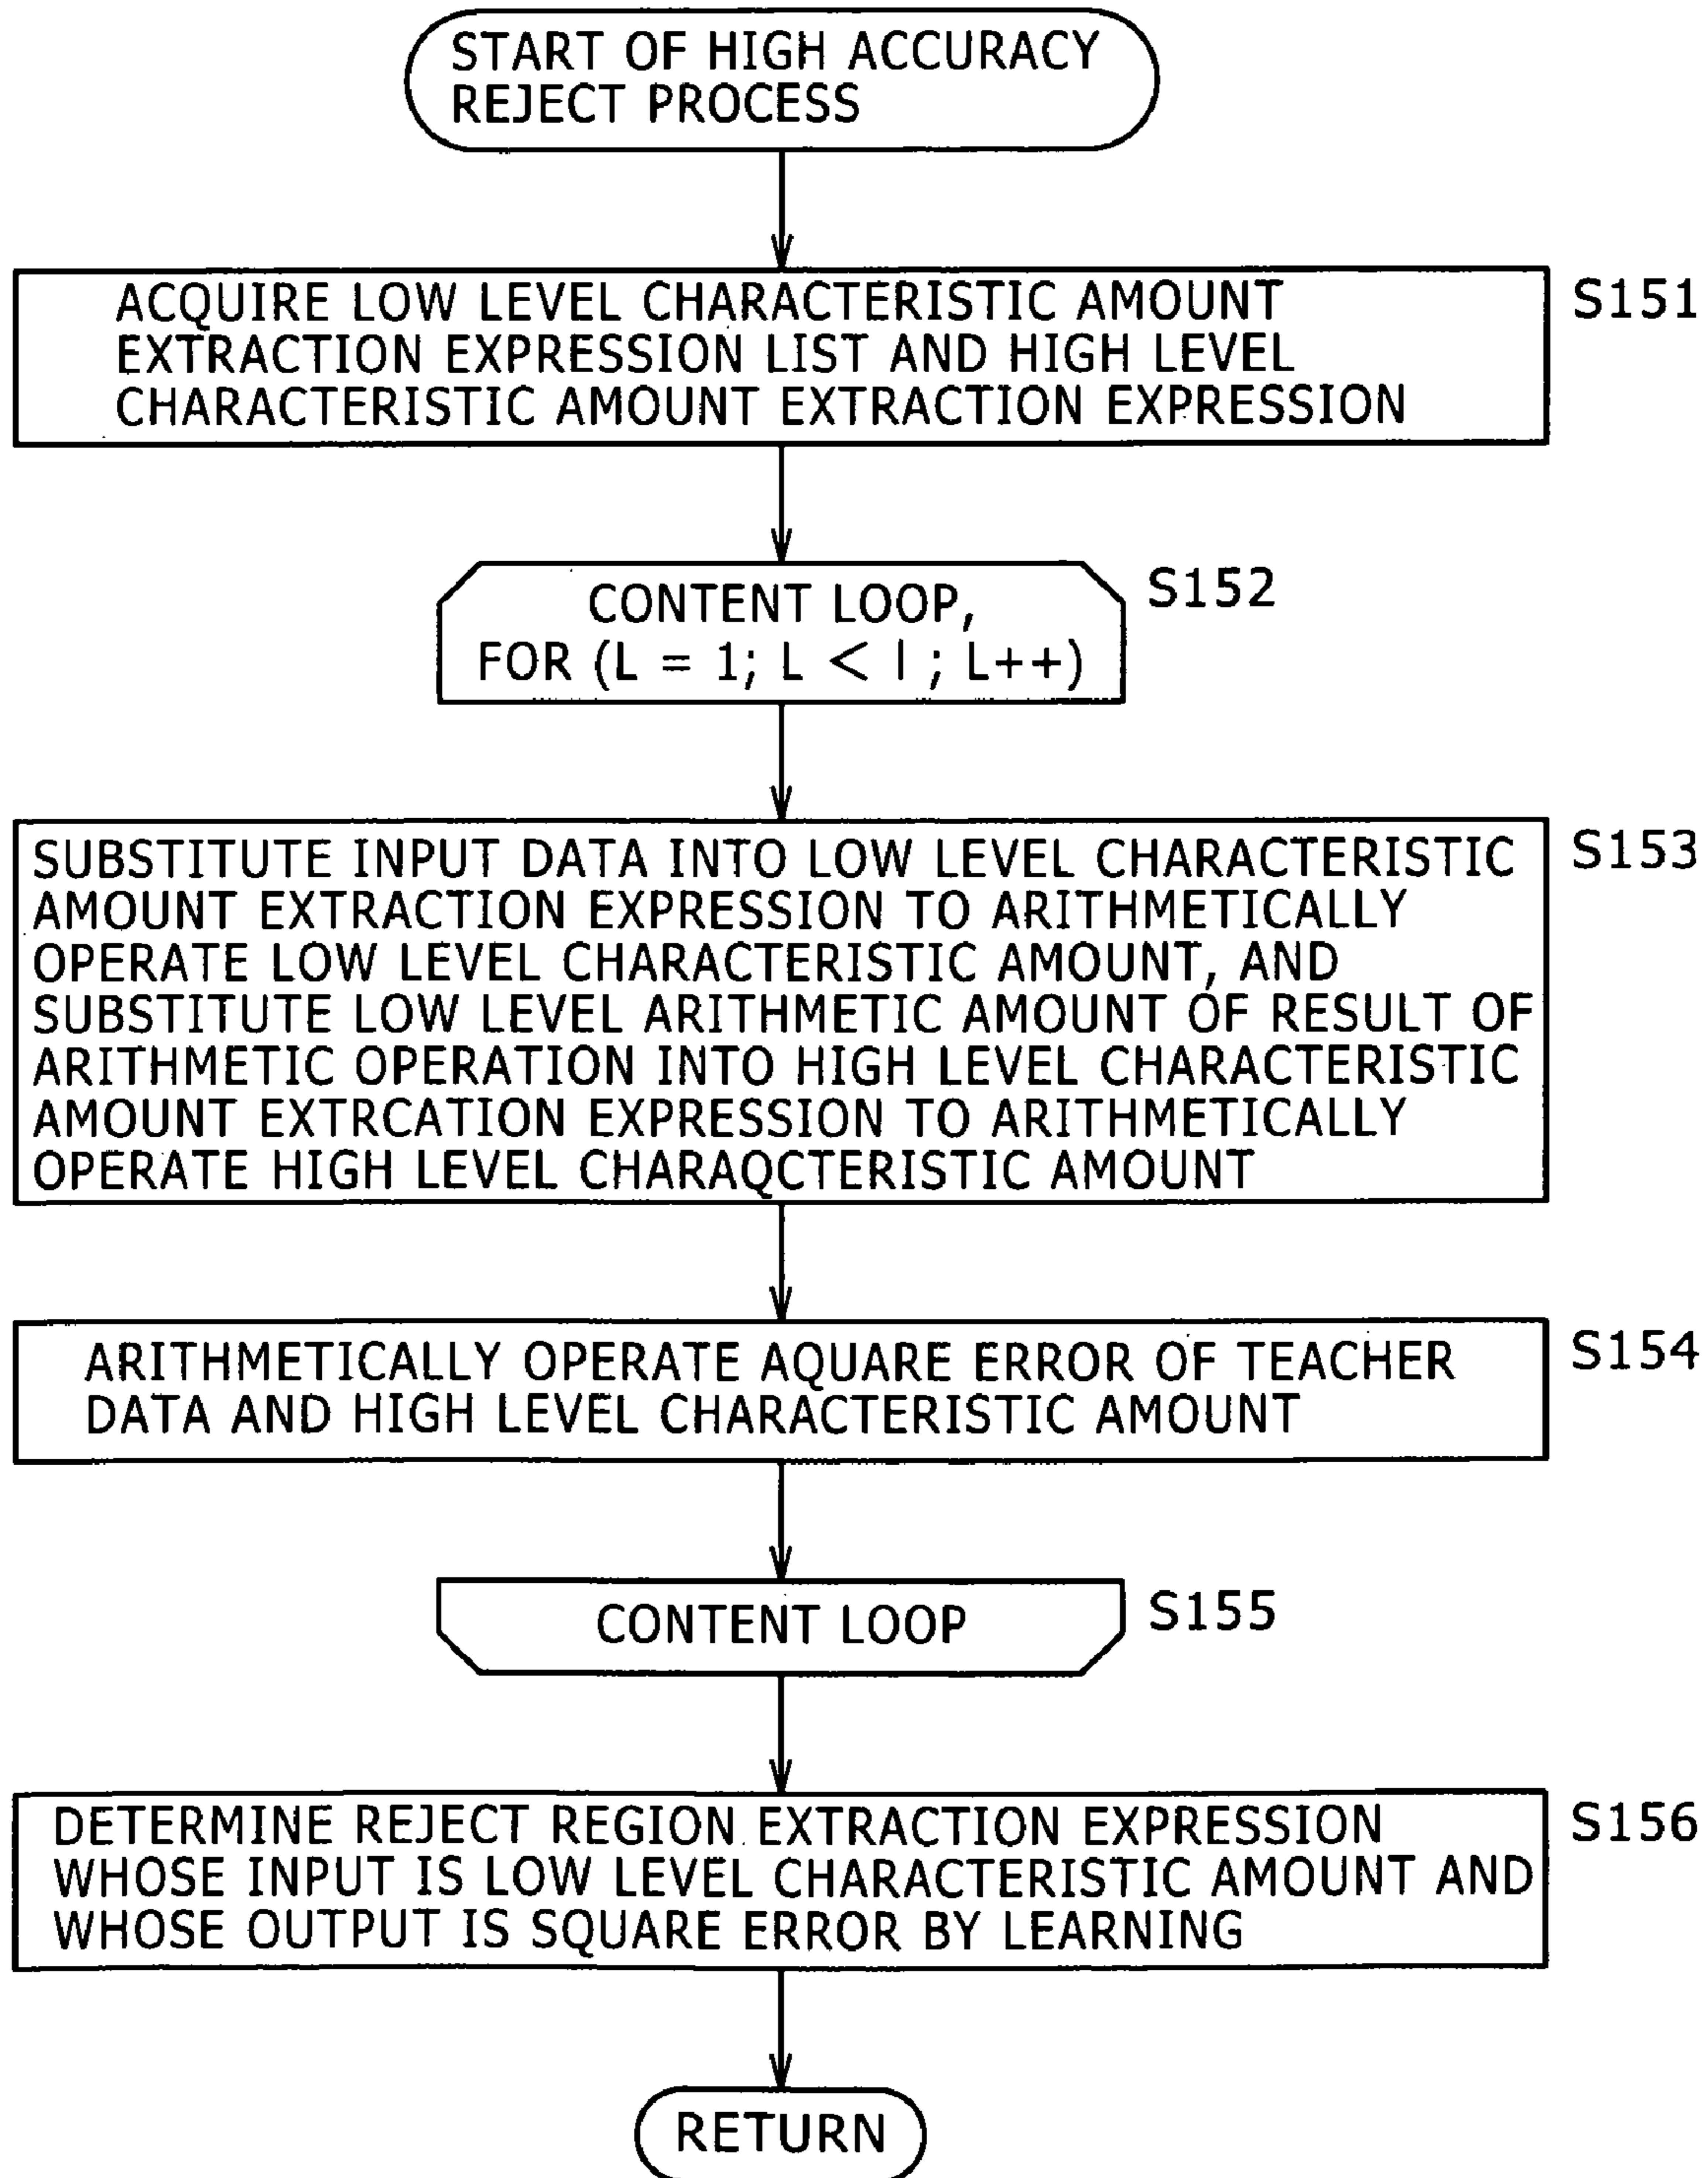 START OF HIGH ACCURACY
REJECT PROCESS
ACQUIRE LOW LEVEL CHARACTERISTIC AMOUNT
EXTRACTION EXPRESSION LIST AND HIGH LEVEL
CHARACTERISTIC AMOUNT EXTRACTION EXPRESSION
S151
CONTENT LOOP,
FOR (L = 1; L < l ; L++)
S152
SUBSTITUTE INPUT DATA INTO LOW LEVEL CHARACTERISTIC
AMOUNT EXTRACTION EXPRESSION TO ARITHMETICALLY
OPERATE LOW LEVEL CHARACTERISTIC AMOUNT, AND
SUBSTITUTE LOW LEVEL ARITHMETIC AMOUNT OF RESULT OF
ARITHMETIC OPERATION INTO HIGH LEVEL CHARACTERISTIC
AMOUNT EXTRCATION EXPRESSION TO ARITHMETICALLY
OPERATE HIGH LEVEL CHARAQCTERISTIC AMOUNT
S153
ARITHMETICALLY OPERATE AQUARE ERROR OF TEACHER
DATA AND HIGH LEVEL CHARACTERISTIC AMOUNT
S154
CONTENT LOOP
S155
DETERMINE REJECT REGION EXTRACTION EXPRESSION
WHOSE INPUT IS LOW LEVEL CHARACTERISTIC AMOUNT AND
WHOSE OUTPUT IS SQUARE ERROR BY LEARNING
S156
RETURN